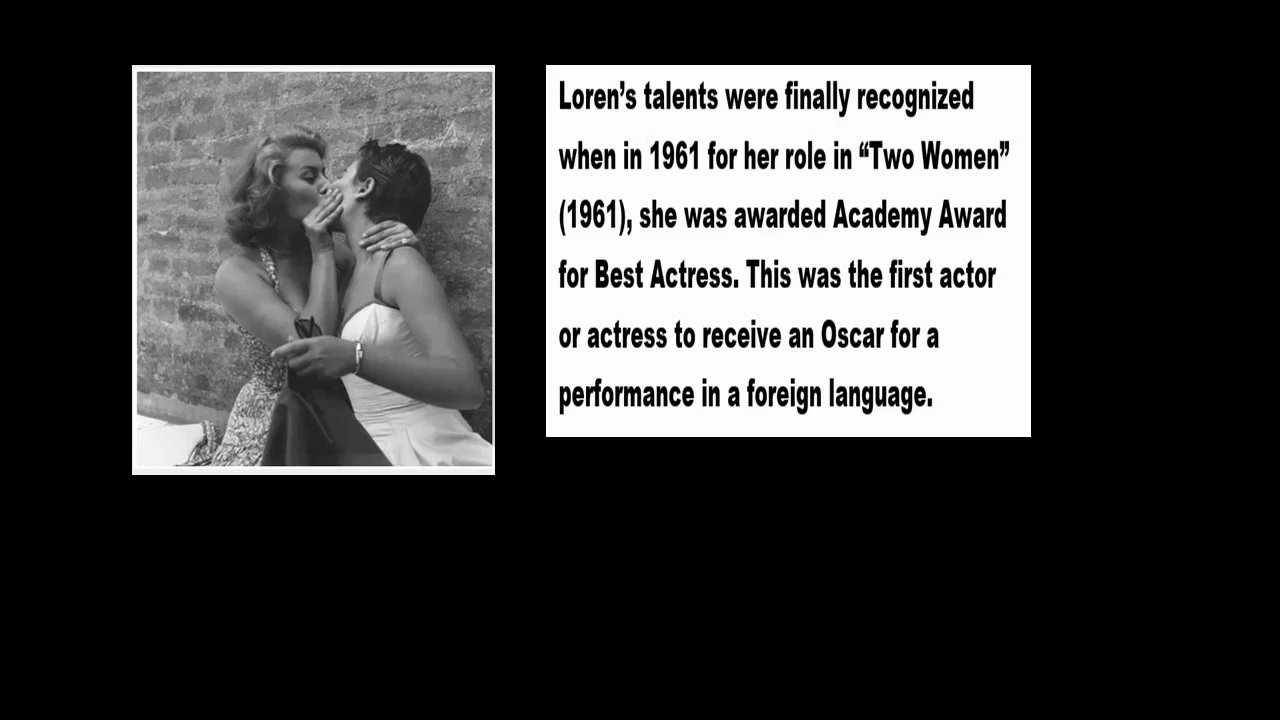 Loren’s talents were finally recognized
when in 1961 for her role in “Two Women”
(1961), she was awarded Academy Award
for Best Actress. This was the first actor
or actress to receive an Oscar for a
performance in a foreign language.